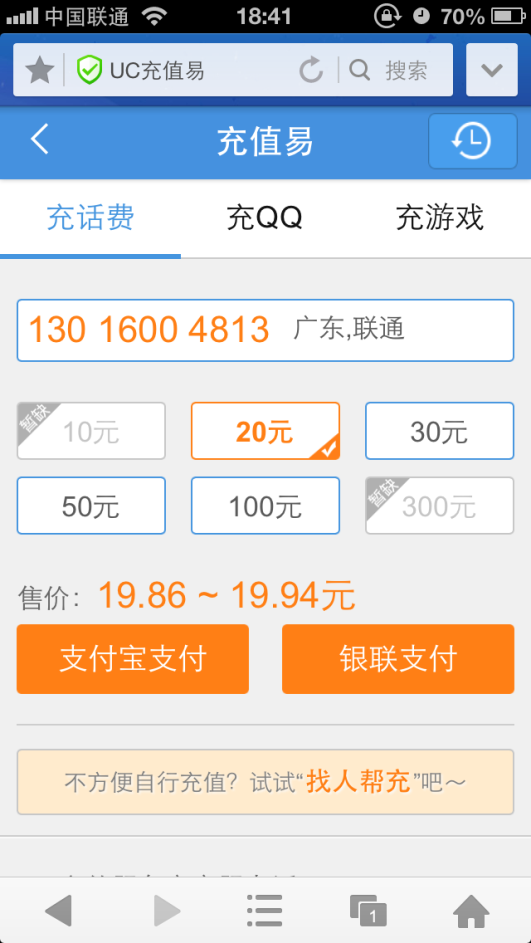 中国联通 18:41 70%
UC充值易 搜索
充值易
充话费 充QQ 充游戏
130 1600 4813 广东,联通
暂缺 10元 20元 30元
50元 100元 暂缺 300元
售价: 19.86 ~ 19.94元
支付宝支付 银联支付
不方便自行充值? 试试“找人帮充”吧～
1